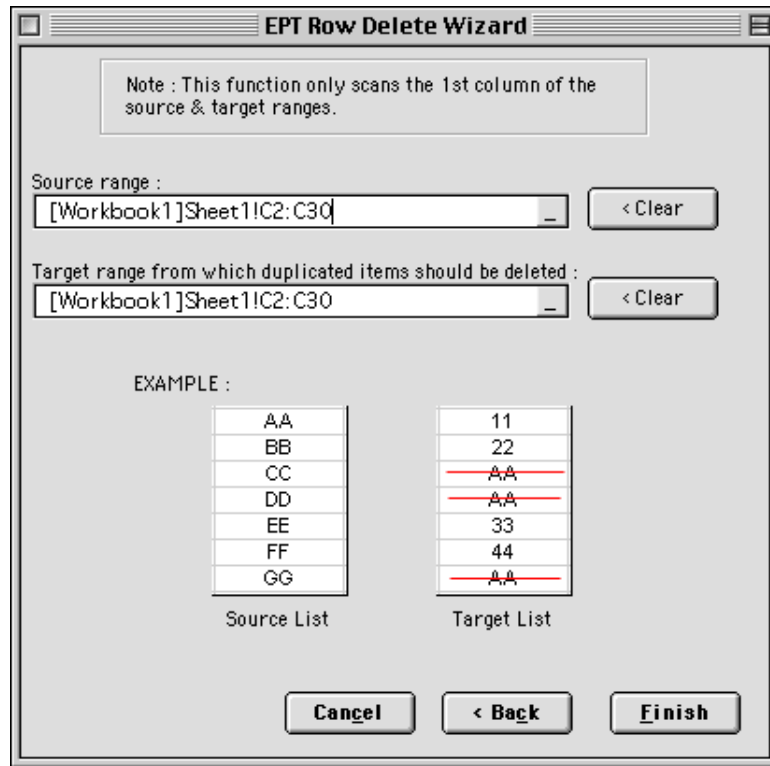 EPT Row Delete Wizard
Note : This function only scans the 1st column of the
source & target ranges.
Source range :
[Workbook1]Sheet1!C2:C30
_
< Clear
Target range from which duplicated items should be deleted :
[Workbook1]Sheet1!C2:C30
_
< Clear
EXAMPLE :
AA 11
BB 22
CC AA
DD AA
EE 33
FF 44
GG AA
Source List Target List
Cancel < Back Finish